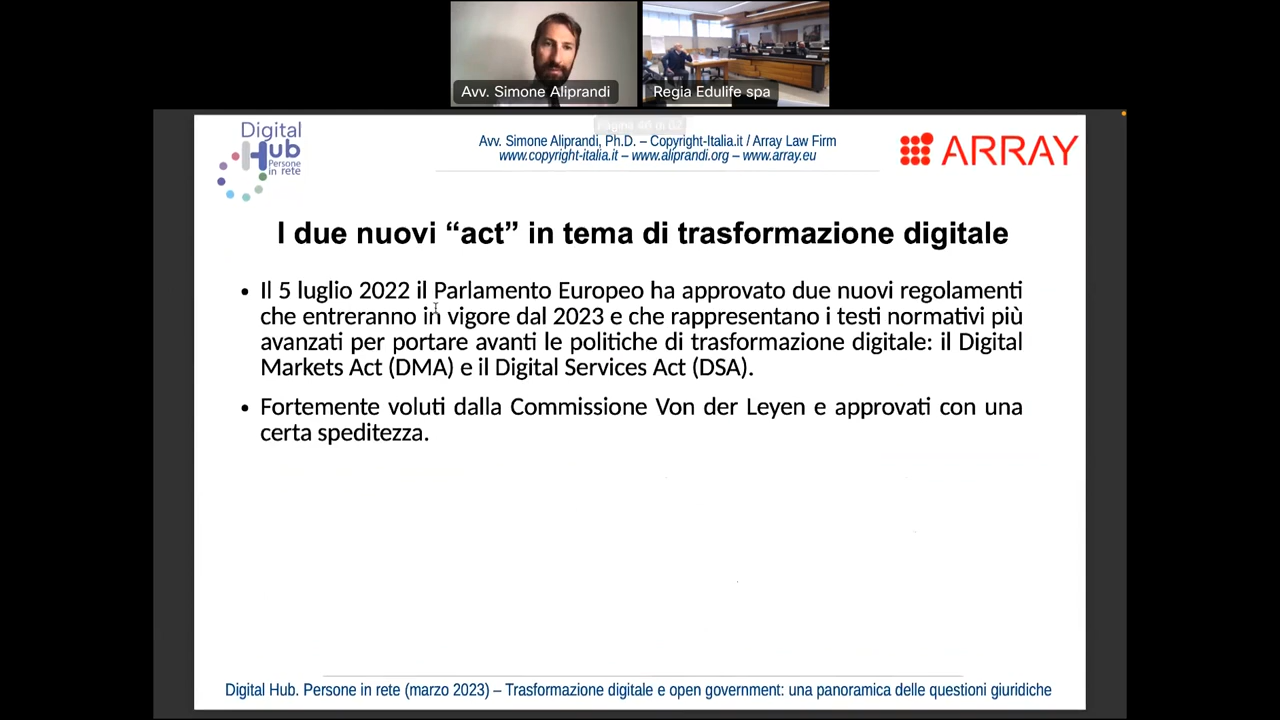 Avv. Simone Aliprandi
Regia Edulife spa
Pagina 46 di 62
Digital
Hub
Persone
in rete
Avv. Simone Aliprandi, Ph.D. – Copyright-Italia.it / Array Law Firm
www.copyright-italia.it – www.aliprandi.org – www.array.eu
ARRAY
I due nuovi “act” in tema di trasformazione digitale
• Il 5 luglio 2022 il Parlamento Europeo ha approvato due nuovi regolamenti
che entreranno in vigore dal 2023 e che rappresentano i testi normativi più
avanzati per portare avanti le politiche di trasformazione digitale: il Digital
Markets Act (DMA) e il Digital Services Act (DSA).
• Fortemente voluti dalla Commissione Von der Leyen e approvati con una
certa speditezza.
Digital Hub. Persone in rete (marzo 2023) – Trasformazione digitale e open government: una panoramica delle questioni giuridiche